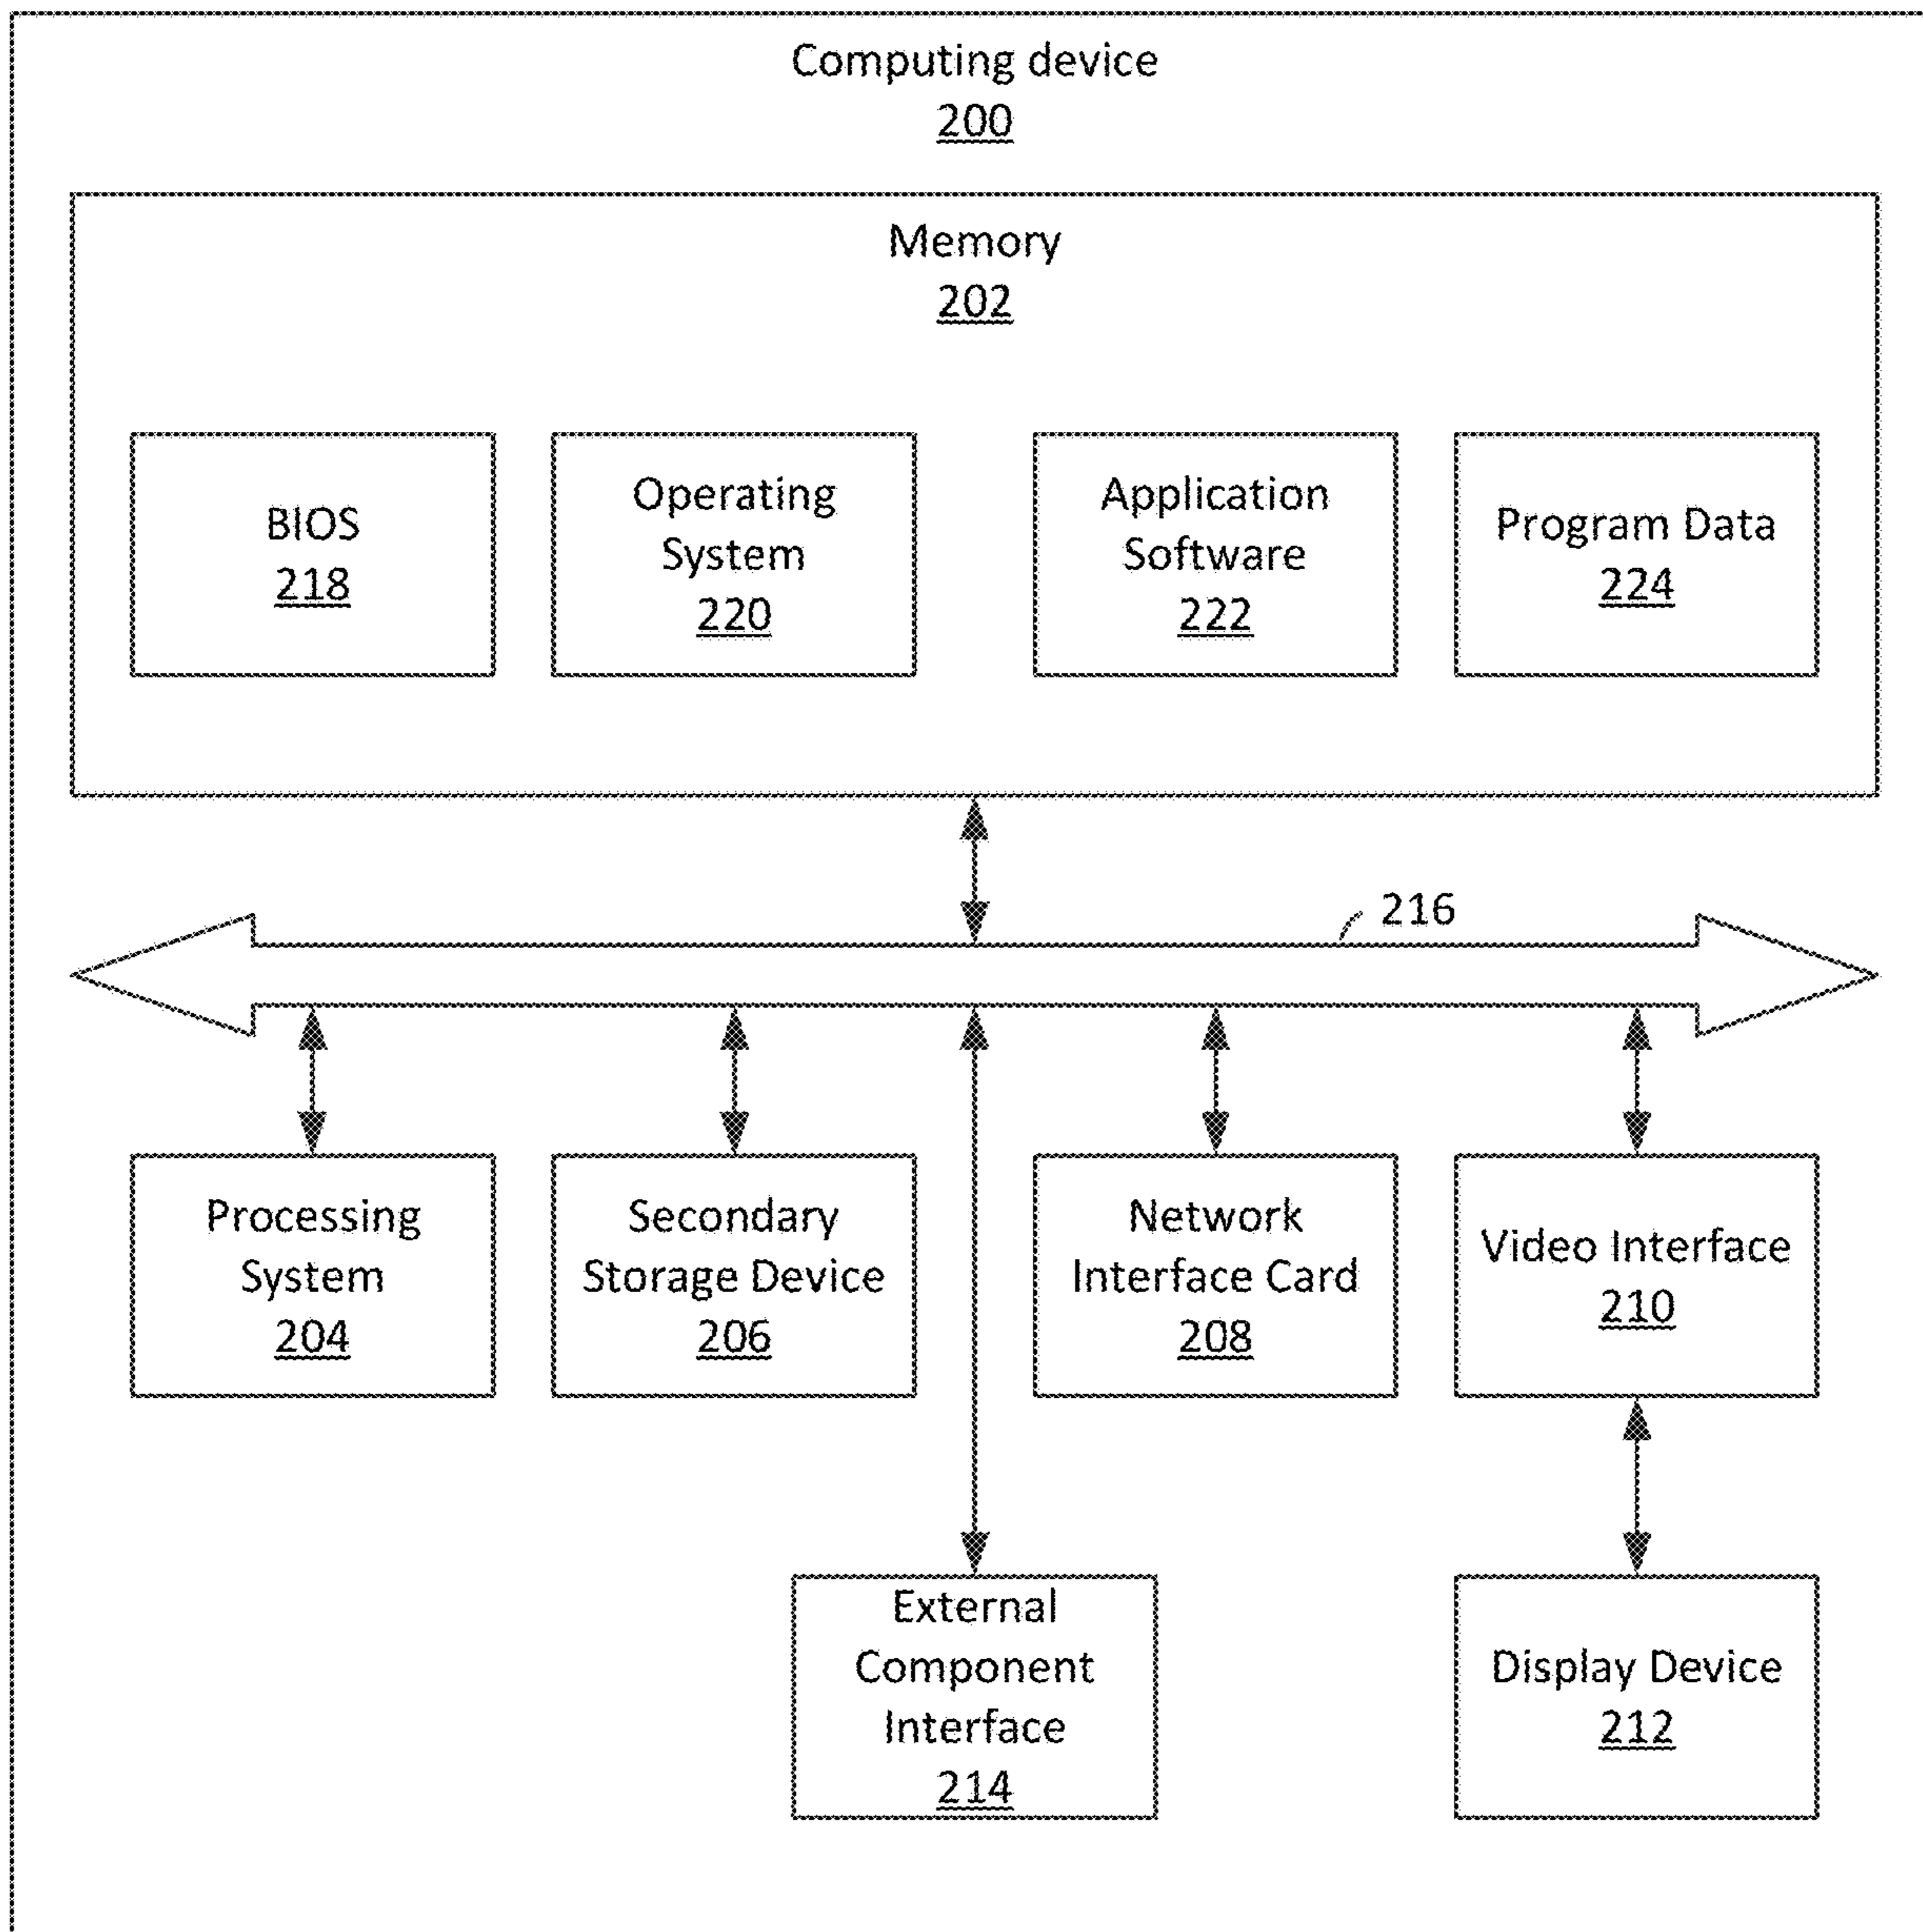 Computing device
200
Memory
202
BIOS
218
Operating
System
220
Application
Software
222
Program Data
224
216
Processing
System
204
Secondary
Storage Device
206
Network
Interface Card
208
Video Interface
210
External
Component
Interface
214
Display Device
212